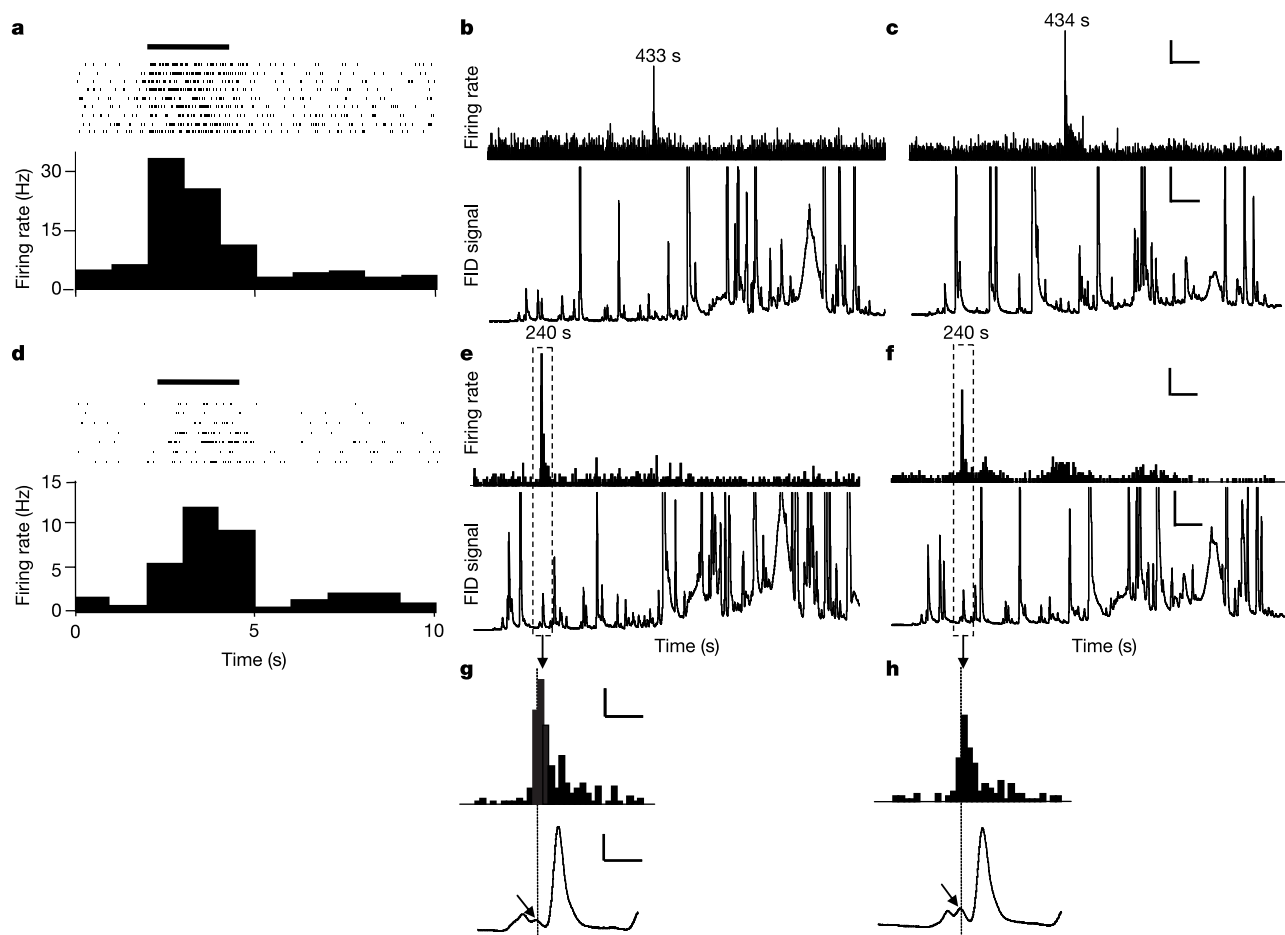 a
Firing rate (Hz)
30
15
0
b
433 s
Firing rate
FID signal
c
434 s
d
Firing rate (Hz)
15
10
5
0
0
5
10
Time (s)
e
240 s
Firing rate
FID signal
Time (s)
f
240 s
Time (s)
g
h